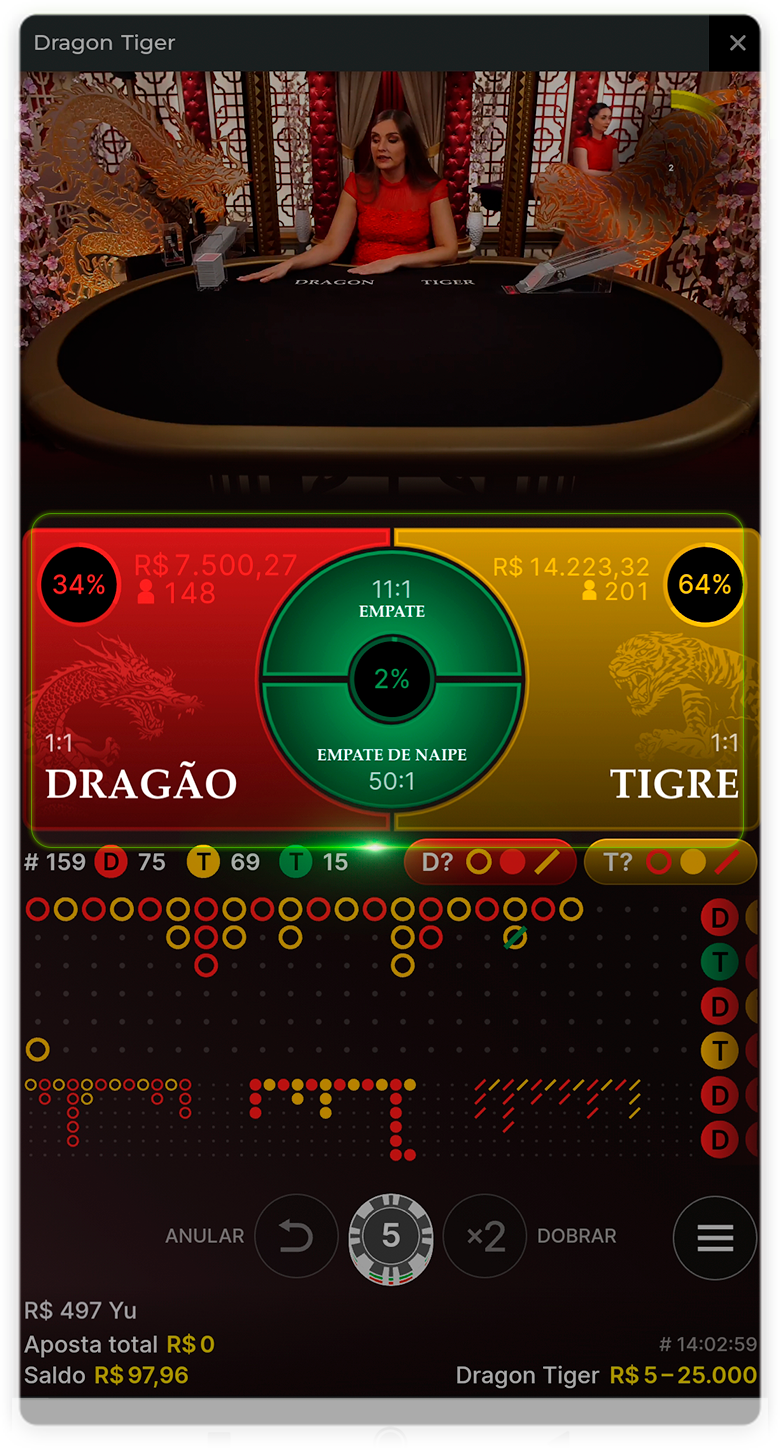 Dragon Tiger ×
2
DRAGON TIGER
34% R$ 7.500,27 R$ 14.223,32 64%
148 201
11:1
EMPATE
2%
1:1 1:1
EMPATE DE NAIPE
DRAGÃO TIGRE
50:1
# 159 D 75 T 69 T 15 D? T?
D
T
D
T
D
D
ANULAR 5 ×2 DOBRAR
R$ 497 Yu
Aposta total R$ 0 # 14:02:59
Saldo R$ 97,96 Dragon Tiger R$ 5–25.000